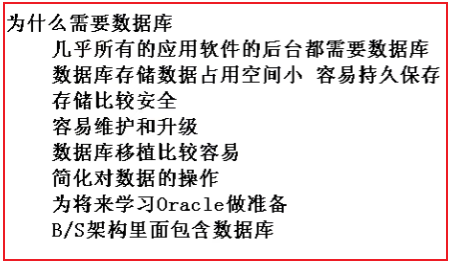 为什么需要数据库
几乎所有的应用软件的后台都需要数据库
数据库存储数据占用空间小 容易持久保存
存储比较安全
容易维护和升级
数据库移植比较容易
简化对数据的操作
为将来学习Oracle做准备
B/S架构里面包含数据库